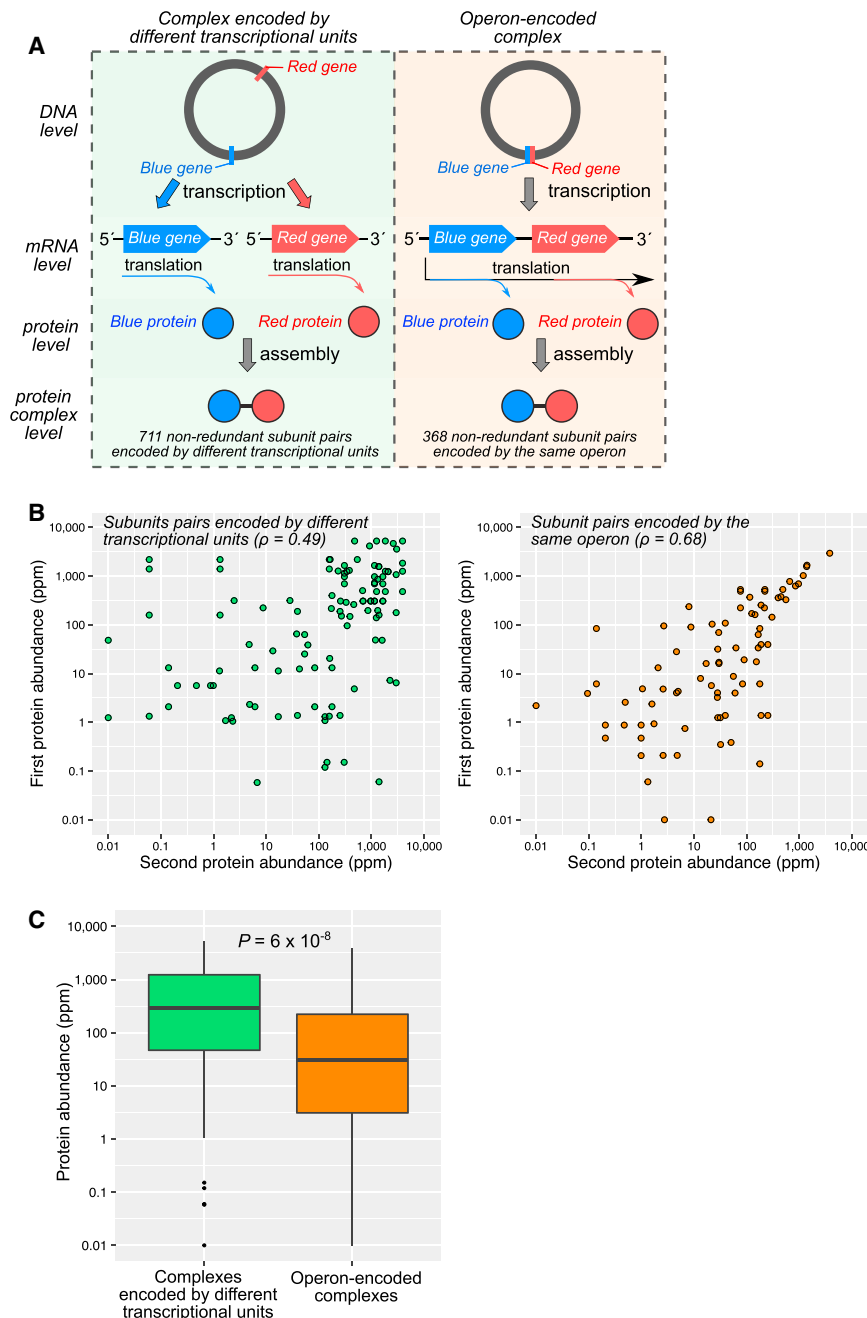 A
Complex encoded by
different transcriptional units
Operon-encoded
complex
DNA
level
Red gene
Blue gene
transcription
Blue gene
Red gene
transcription
mRNA
level
5´
Blue gene
3´
5´
Red gene
3´
5´
Blue gene
Red gene
3´
translation
translation
translation
protein
level
Blue protein
Red protein
Blue protein
Red protein
assembly
assembly
protein
complex
level
711 non-redundant subunit pairs
encoded by different transcriptional units
368 non-redundant subunit pairs
encoded by the same operon
B
Subunits pairs encoded by different
transcriptional units (ρ = 0.49)
First protein abundance (ppm)
10,000
1,000
100
10
1
0.1
0.01
0.01
0.1
1
10
100
1,000
10,000
Second protein abundance (ppm)
Subunit pairs encoded by the
same operon (ρ = 0.68)
First protein abundance (ppm)
10,000
1,000
100
10
1
0.1
0.01
0.01
0.1
1
10
100
1,000
10,000
Second protein abundance (ppm)
C
P = 6 x 10⁻⁸
Protein abundance (ppm)
10,000
1,000
100
10
1
0.1
0.01
Complexes
encoded by different
transcriptional units
Operon-encoded
complexes